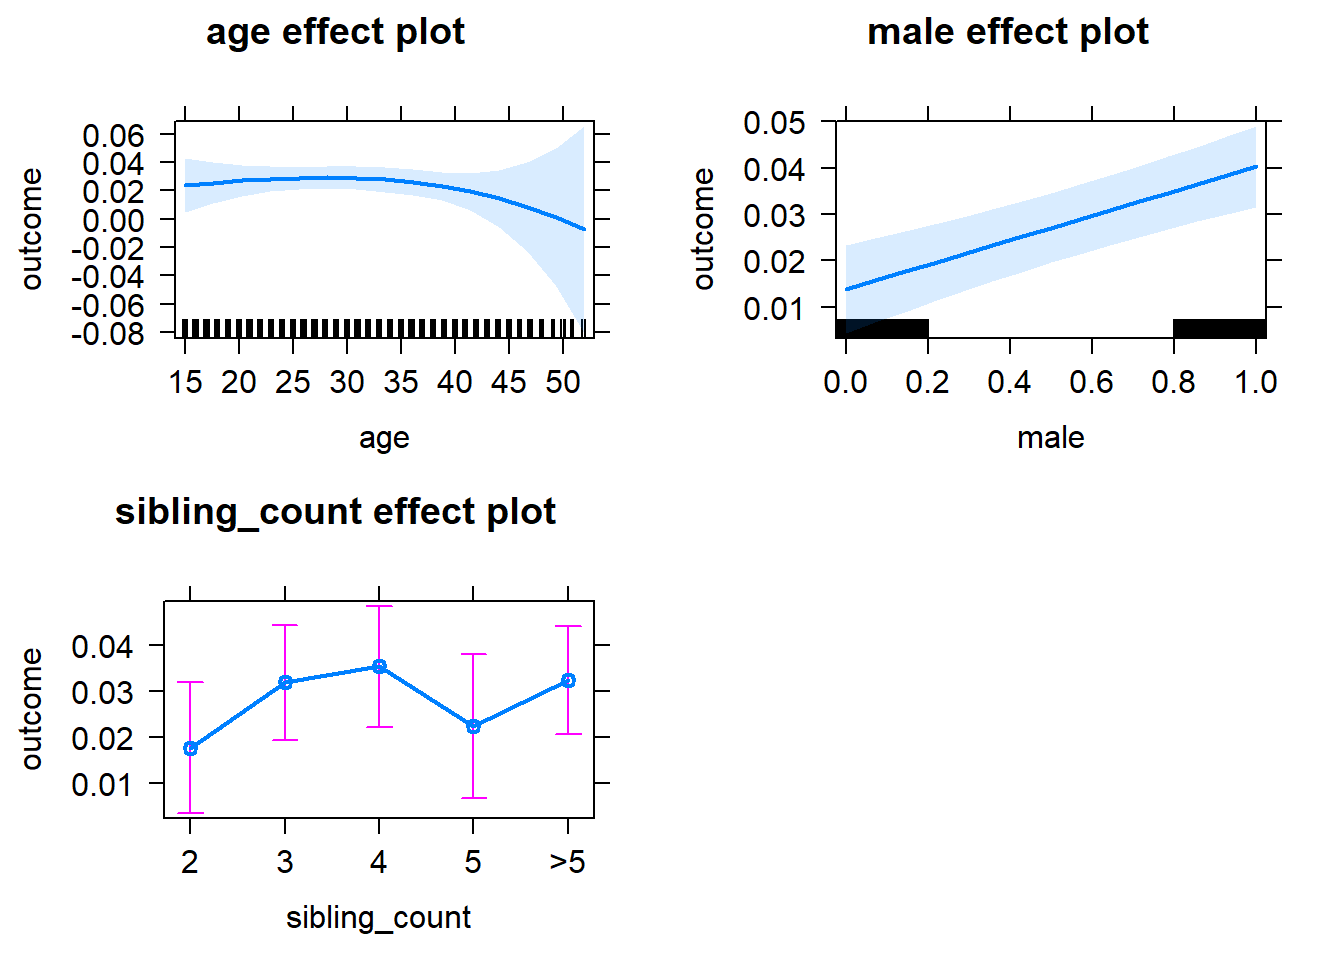 age effect plot
outcome
0.06
0.04
0.02
0.00
-0.02
-0.04
-0.06
-0.08
15 20 25 30 35 40 45 50
age
male effect plot
outcome
0.05
0.04
0.03
0.02
0.01
0.0 0.2 0.4 0.6 0.8 1.0
male
sibling_count effect plot
outcome
0.04
0.03
0.02
0.01
2 3 4 5 >5
sibling_count